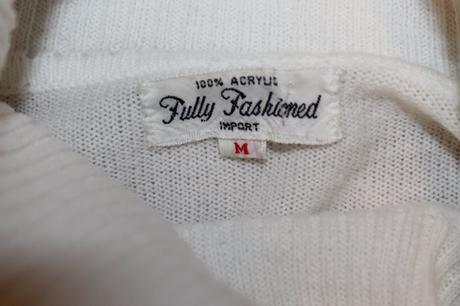 100% ACRYLIC
Fully Fashioned
IMPORT
M